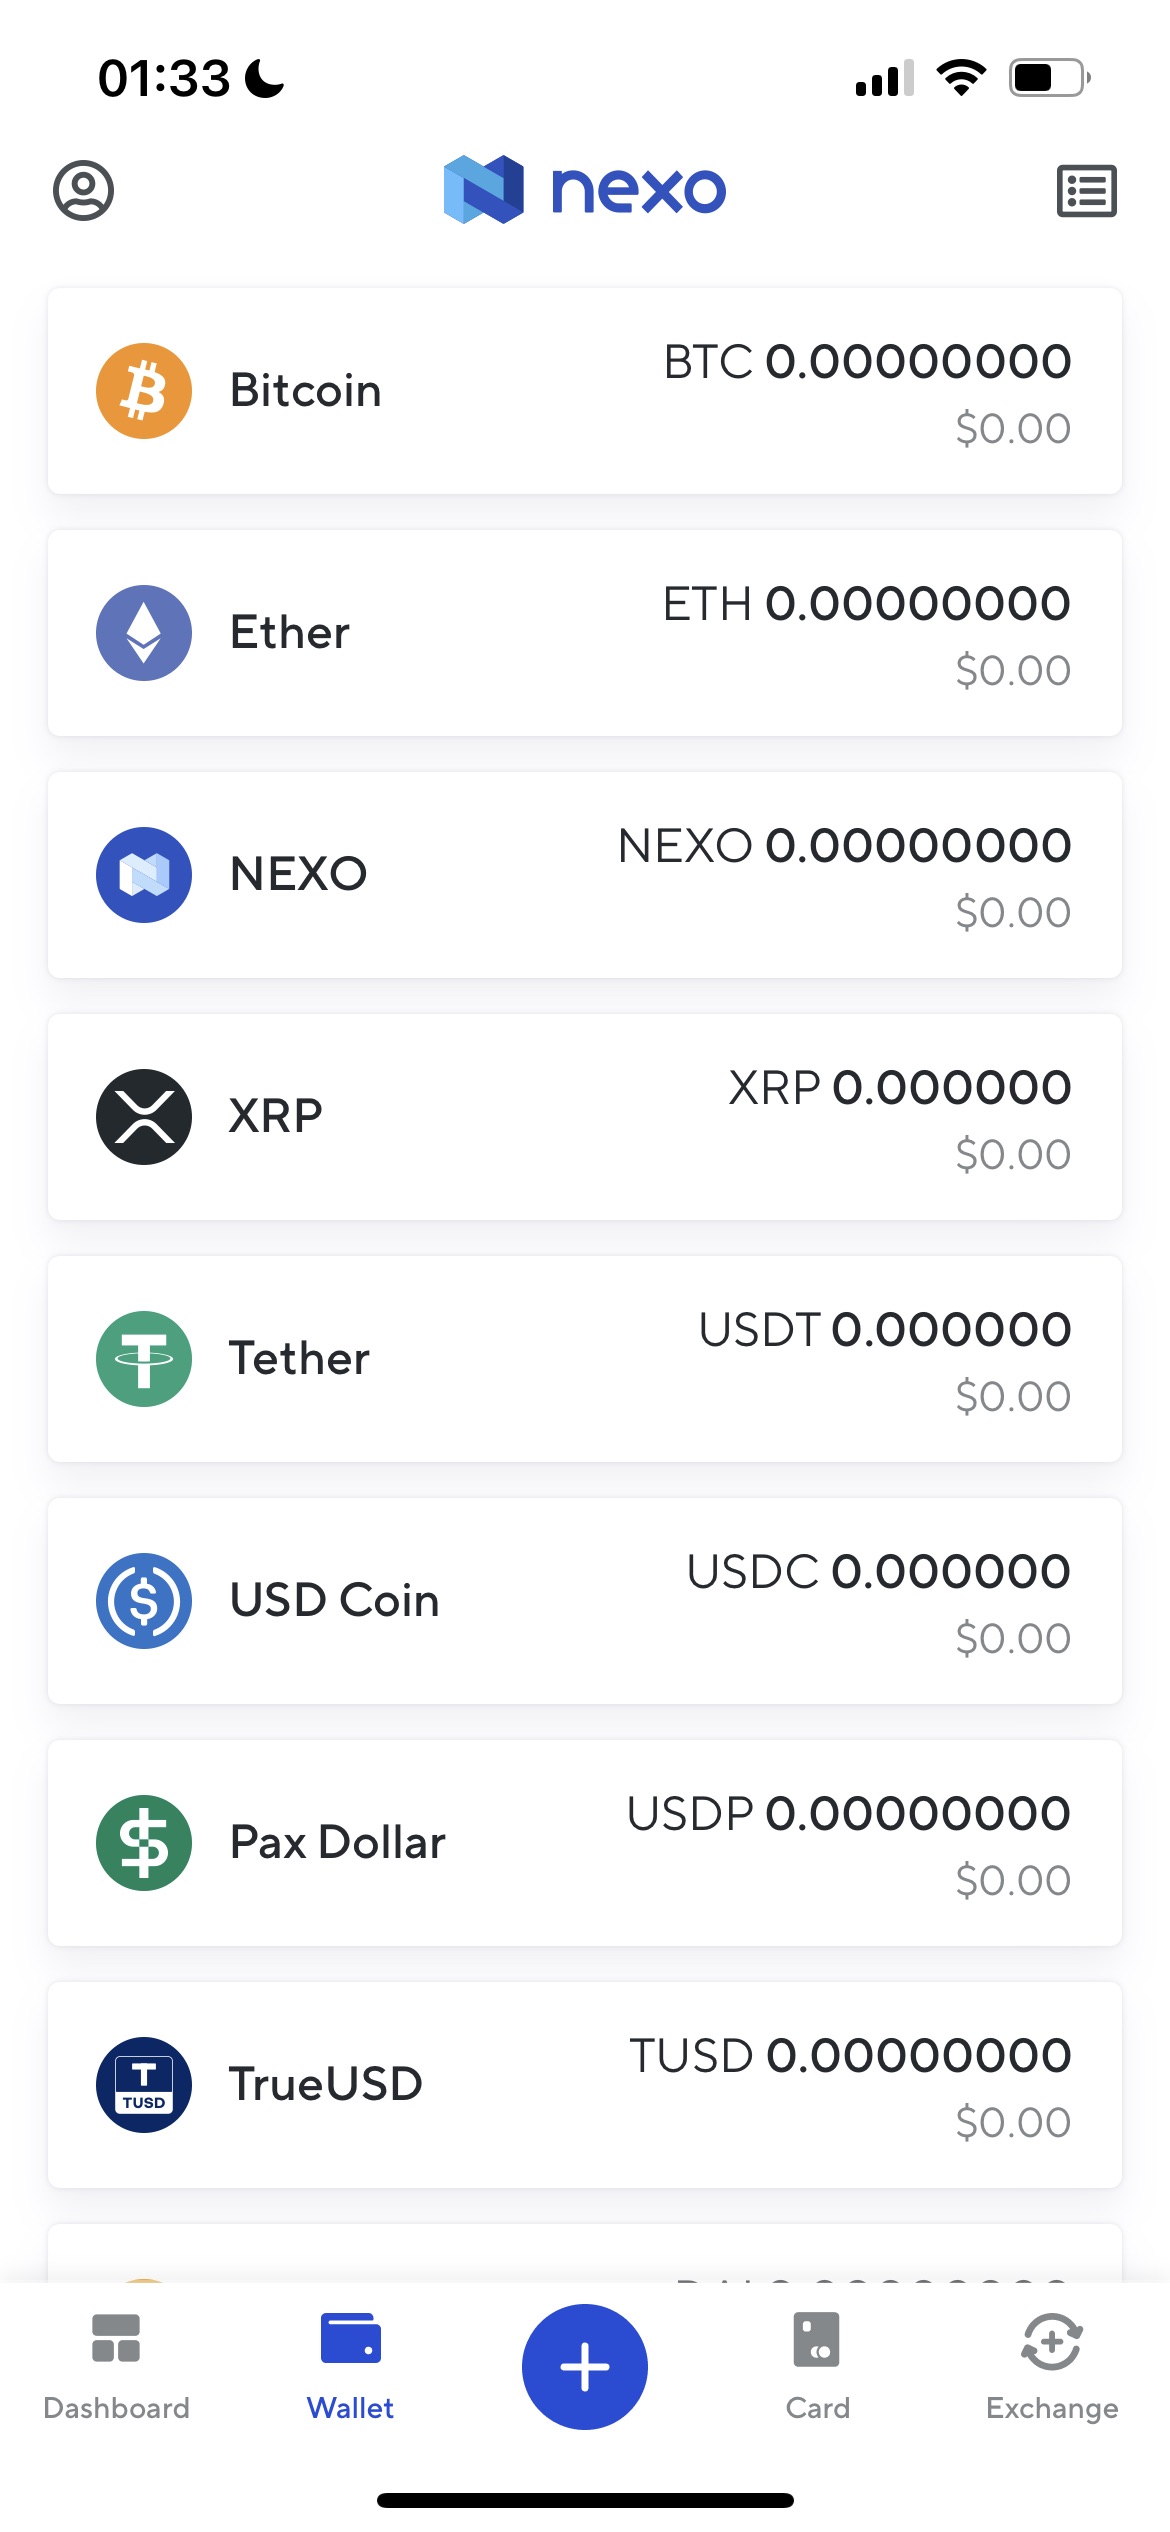 01:33
nexo
Bitcoin
BTC 0.00000000
$0.00
Ether
ETH 0.00000000
$0.00
NEXO
NEXO 0.00000000
$0.00
XRP
XRP 0.000000
$0.00
Tether
USDT 0.000000
$0.00
USD Coin
USDC 0.000000
$0.00
Pax Dollar
USDP 0.00000000
$0.00
TUSD
TrueUSD
TUSD 0.00000000
$0.00
Dashboard
Wallet
Card
Exchange